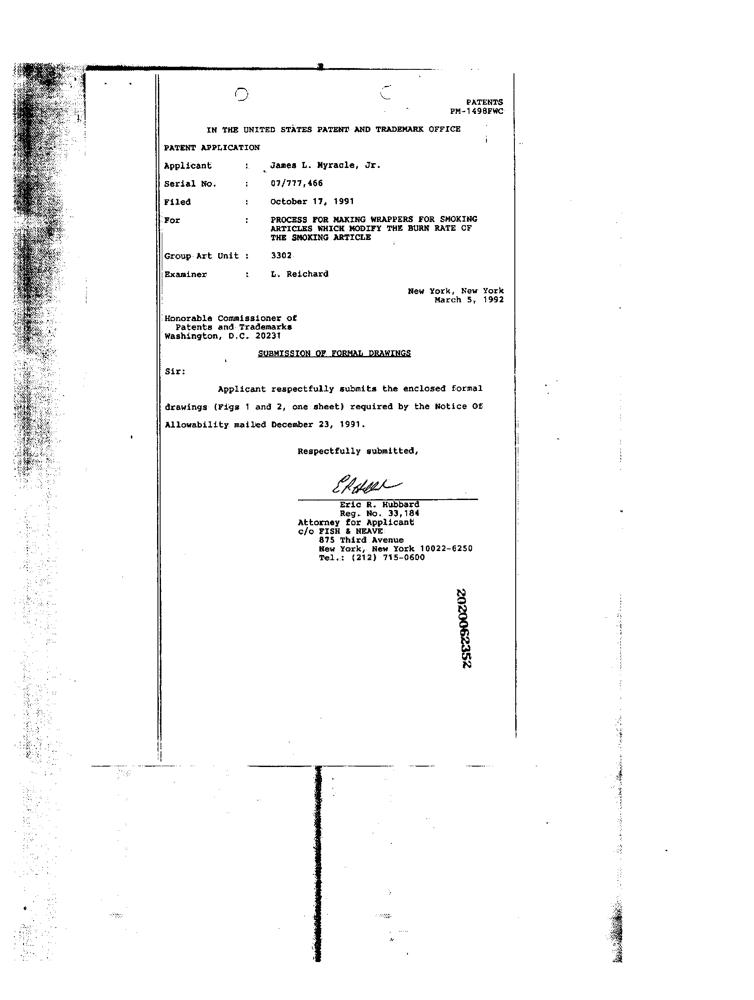 PATENTS
PM-1498FWC
IN THE UNITED STATES PATENT AND TRADEMARK OFFICE
PATENT APPLICATION
Applicant : James L. Myracle, Jr.
Serial No. : 07/777,466
Filed : October 17, 1991
For : PROCESS FOR MAKING WRAPPERS FOR SMOKING
ARTICLES WHICH MODIFY THE BURN RATE OF
THE SMOKING ARTICLE
Group Art Unit : 3302
Examiner : L. Reichard
New York, New York
March 5, 1992
Honorable Commissioner of
Patents and Trademarks
Washington, D.C. 20231
SUBMISSION OF FORMAL DRAWINGS
Sir:
Applicant respectfully submits the enclosed formal
drawings (Figs 1 and 2, one sheet) required by the Notice Of
Allowability mailed December 23, 1991.
Respectfully submitted,
Eric R. Hubbard
Reg. No. 33,184
Attorney for Applicant
c/o FISH & NEAVE
875 Third Avenue
New York, New York 10022-6250
Tel.: (212) 715-0600
2020062352